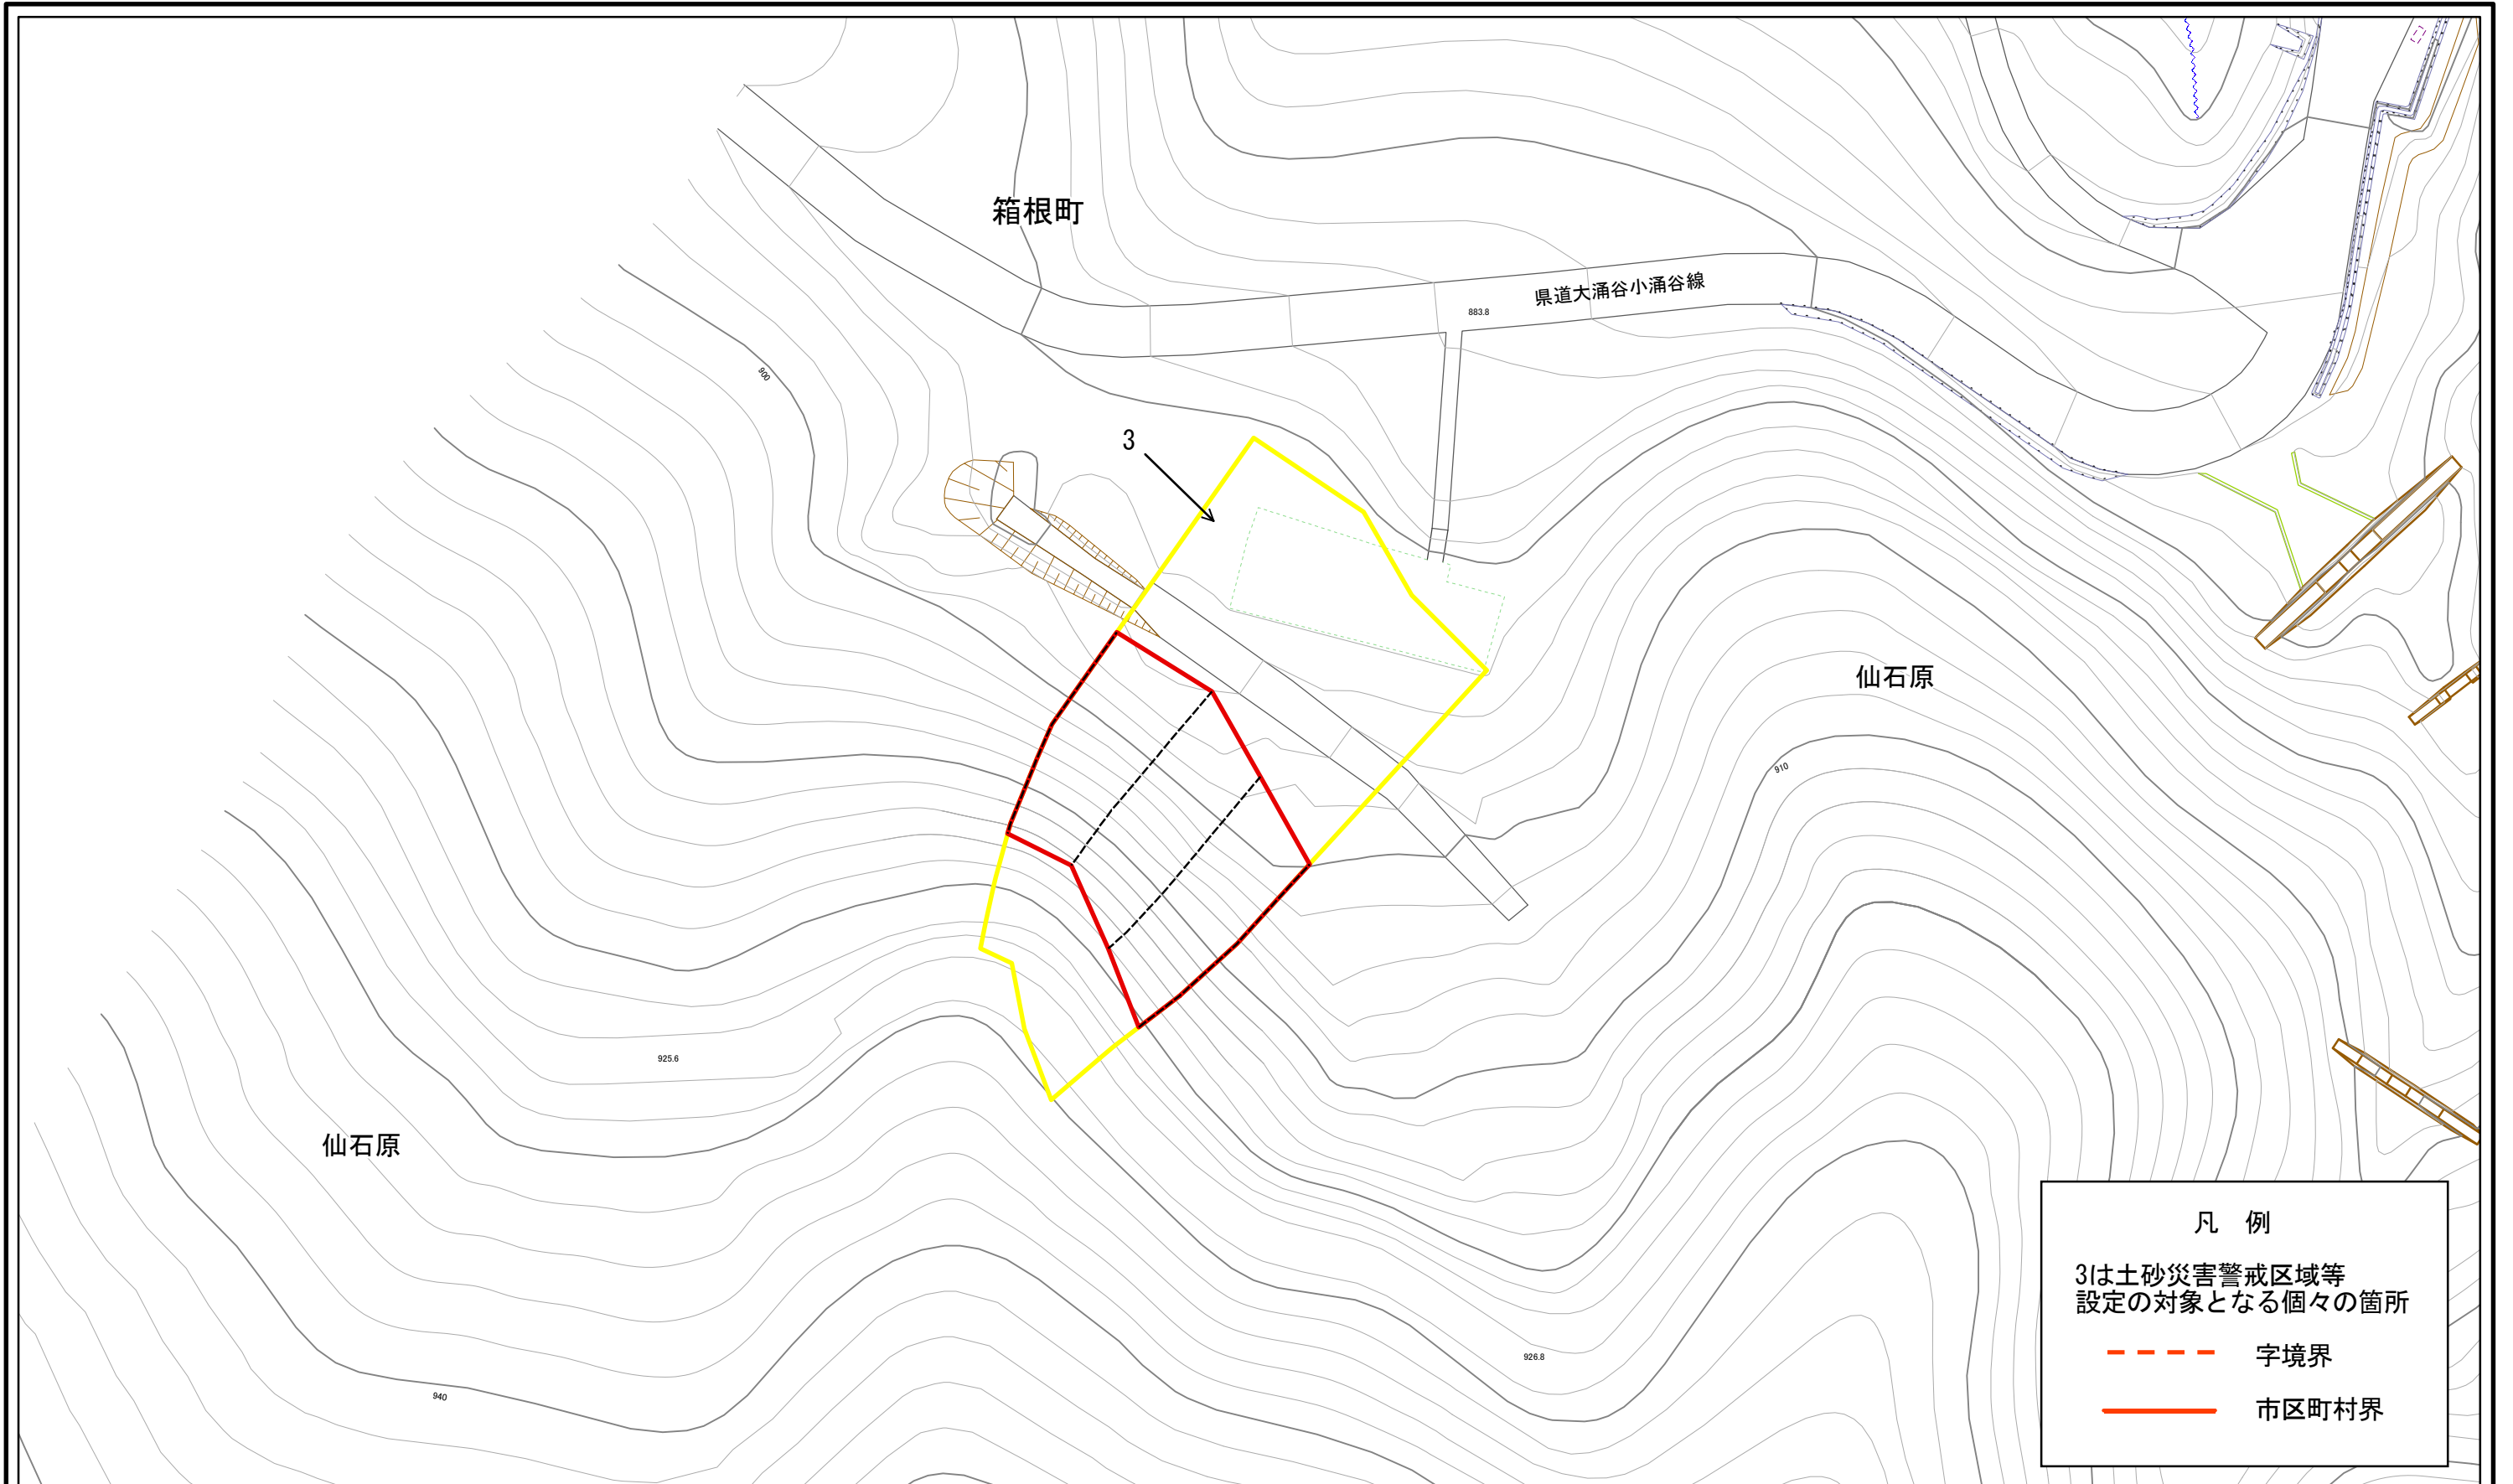 箱根町
県道大涌谷小涌谷線
883.8
900
3
仙石原
910
925.6
仙石原
926.8
940
凡　例
3は土砂災害警戒区域等
設定の対象となる個々の箇所
字境界
市区町村界